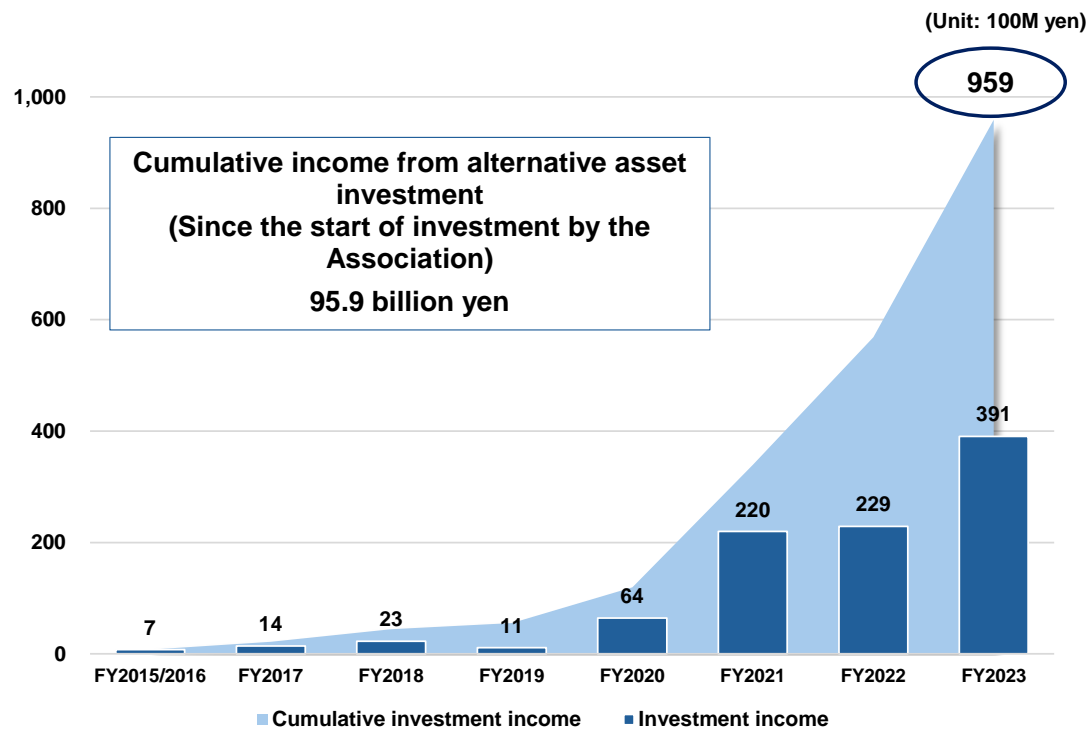 (Unit: 100M yen)
959
1,000
Cumulative income from alternative asset
investment
(Since the start of investment by the
Association)
95.9 billion yen
800
600
400
200
0
7
14
23
11
64
220
229
391
FY2015/2016
FY2017
FY2018
FY2019
FY2020
FY2021
FY2022
FY2023
Cumulative investment income
Investment income